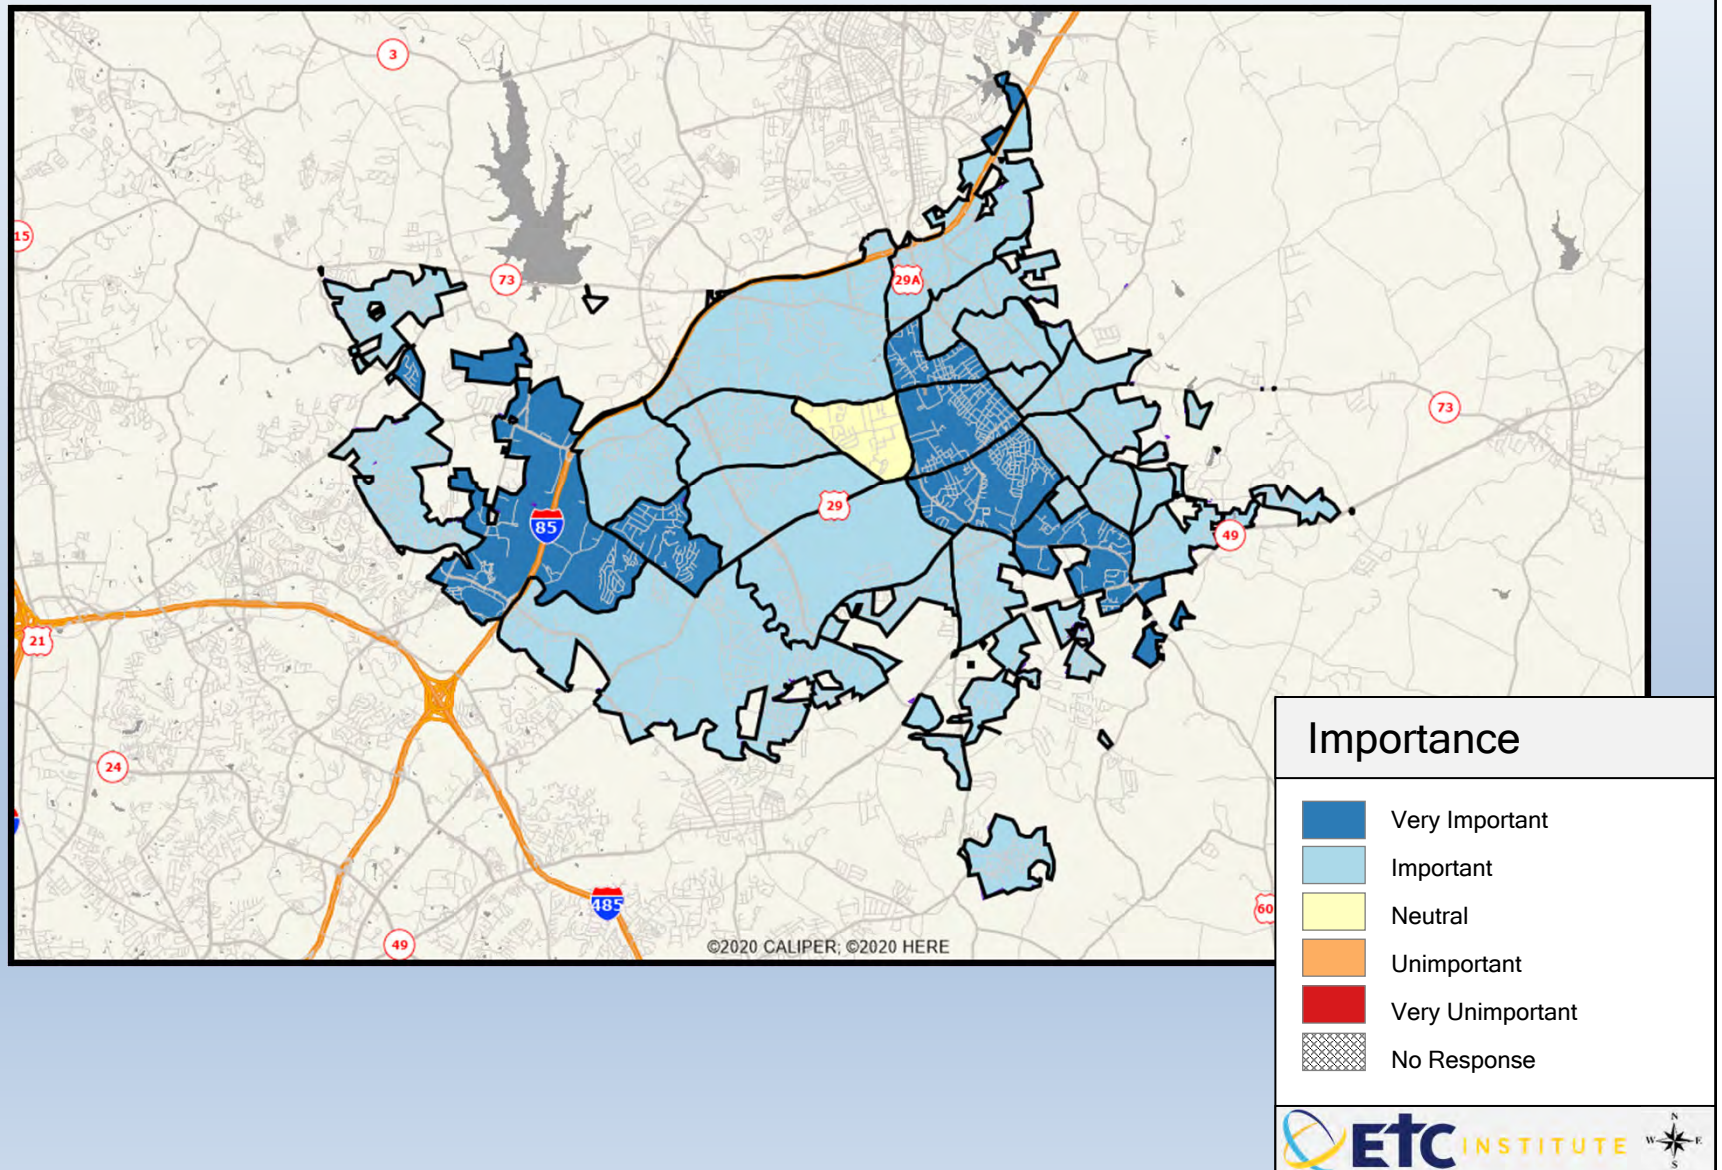 3
15
73
29A
73
29
85
49
21
24
485
60
49
©2020 CALIPER; ©2020 HERE
Importance
Very Important
Important
Neutral
Unimportant
Very Unimportant
No Response
N
W E
S
ETC INSTITUTE